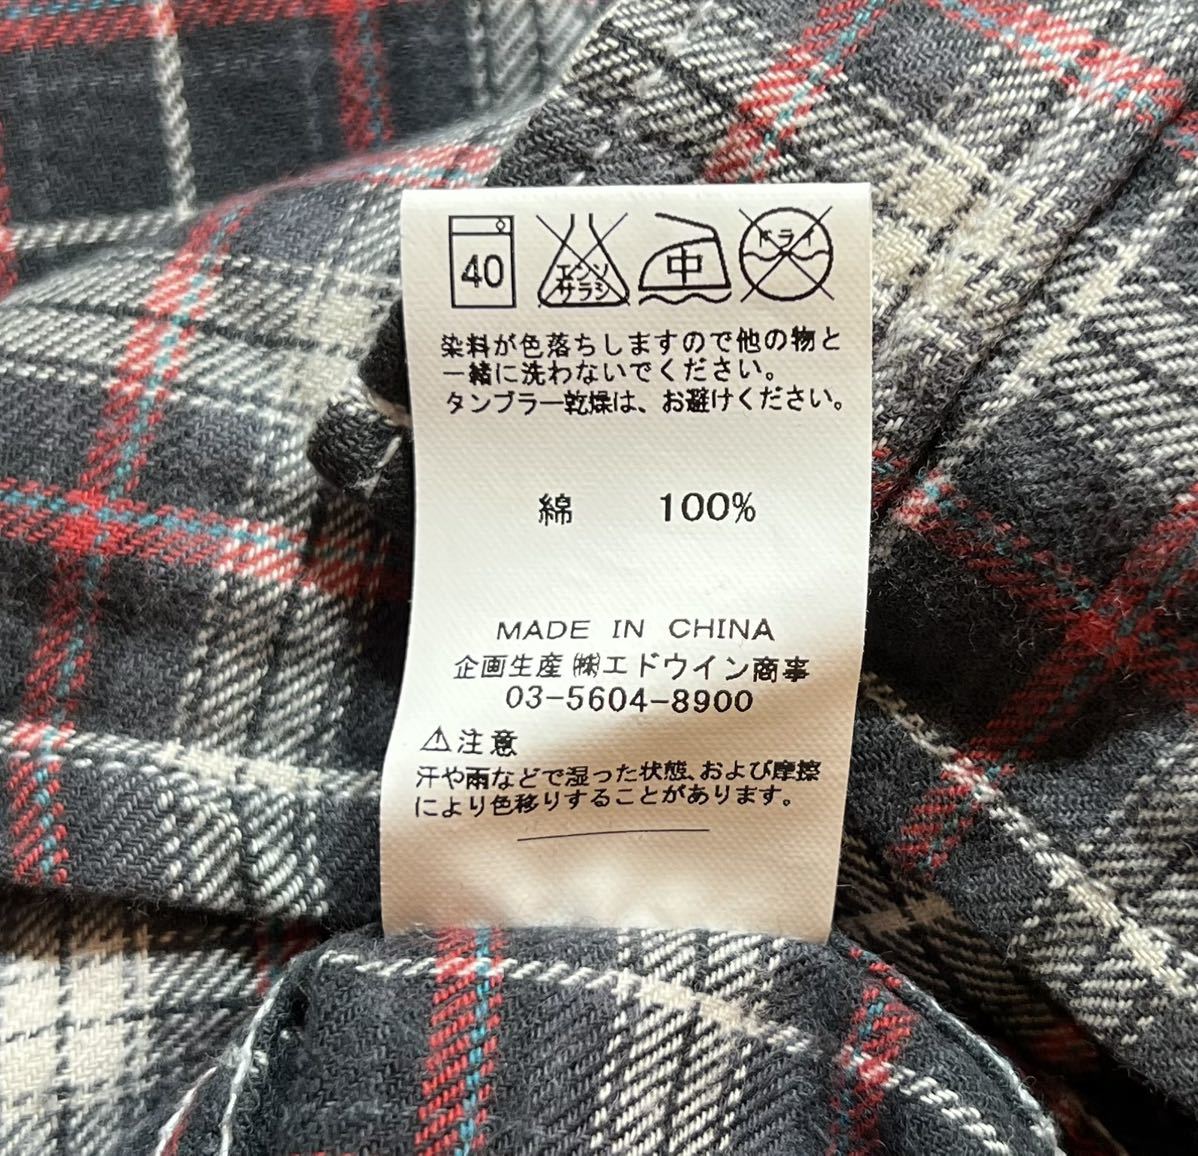 40
エンソ
サラシ
中
ドライ
染料が色落ちしますので他の物と
一緒に洗わないでください。
タンブラー乾燥は、お避けください。
綿 100%
MADE IN CHINA
企画生産㈱エドウイン商事
03-5604-8900
⚠注意
汗や雨などで湿った状態、および摩擦
により色移りすることがあります。